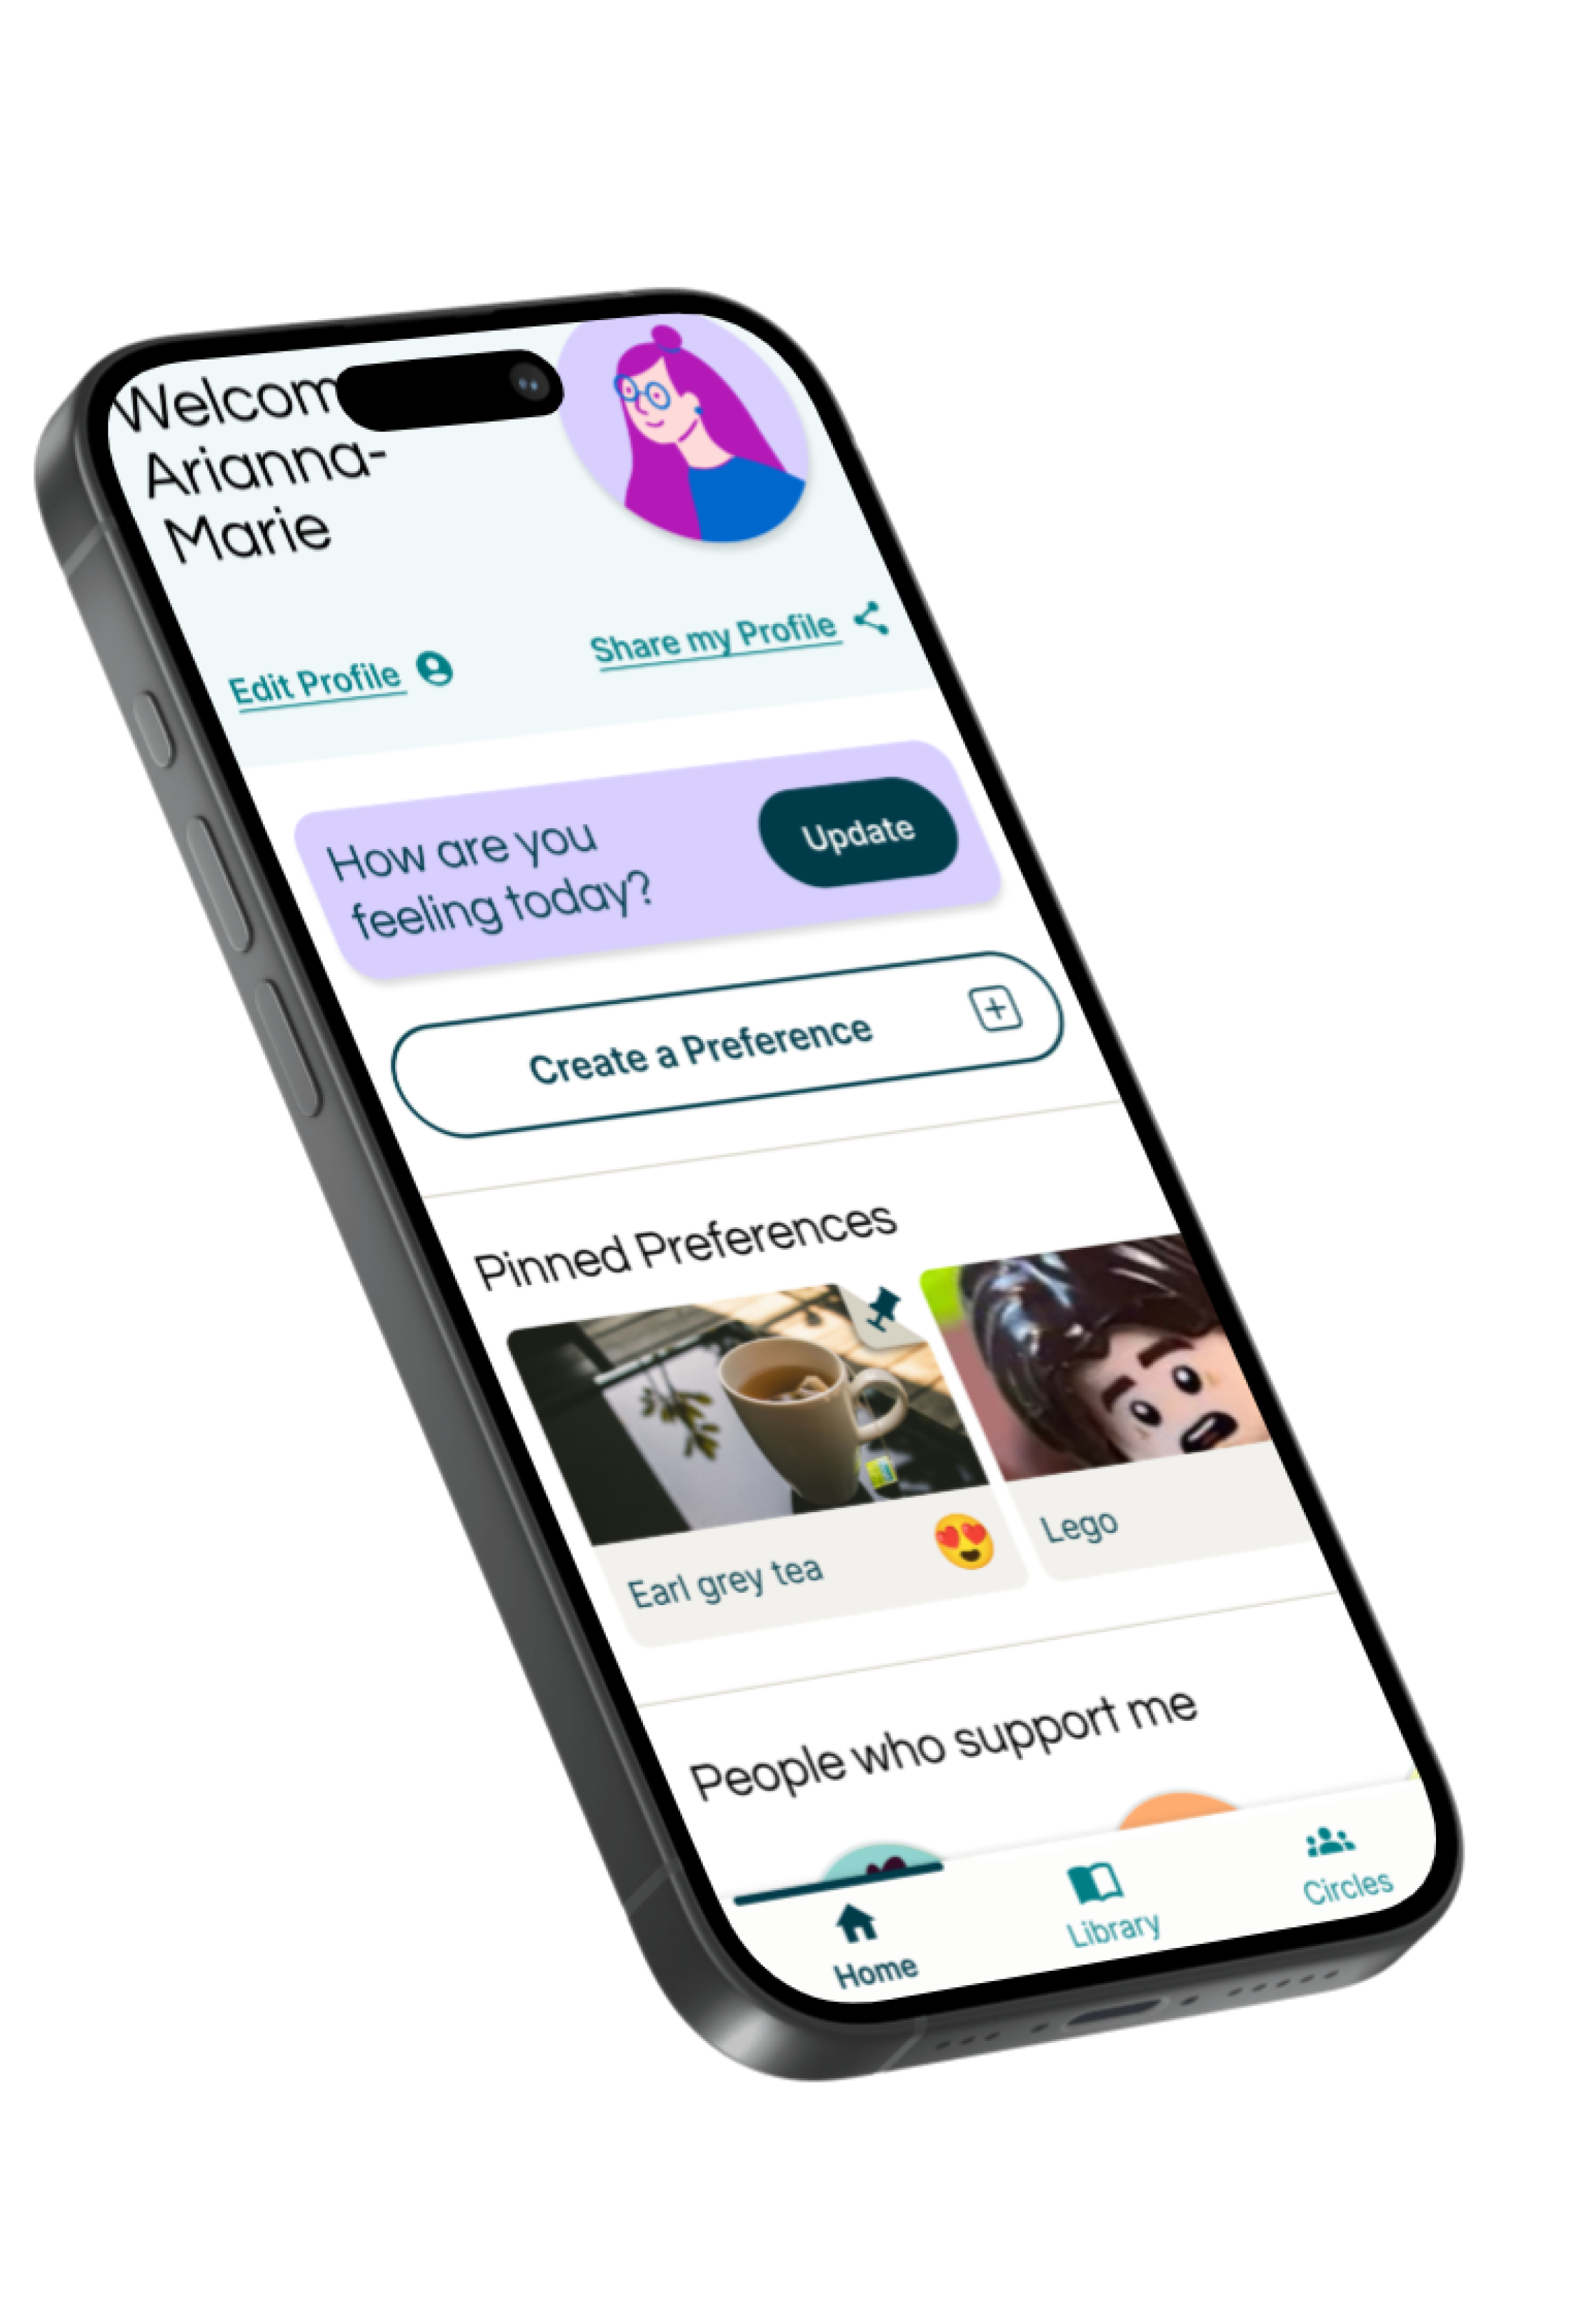 Welcom
Arianna-
Marie
Edit Profile
Share my Profile
How are you
feeling today?
Update
Create a Preference
Pinned Preferences
Earl grey tea
Lego
People who support me
Home
Library
Circles